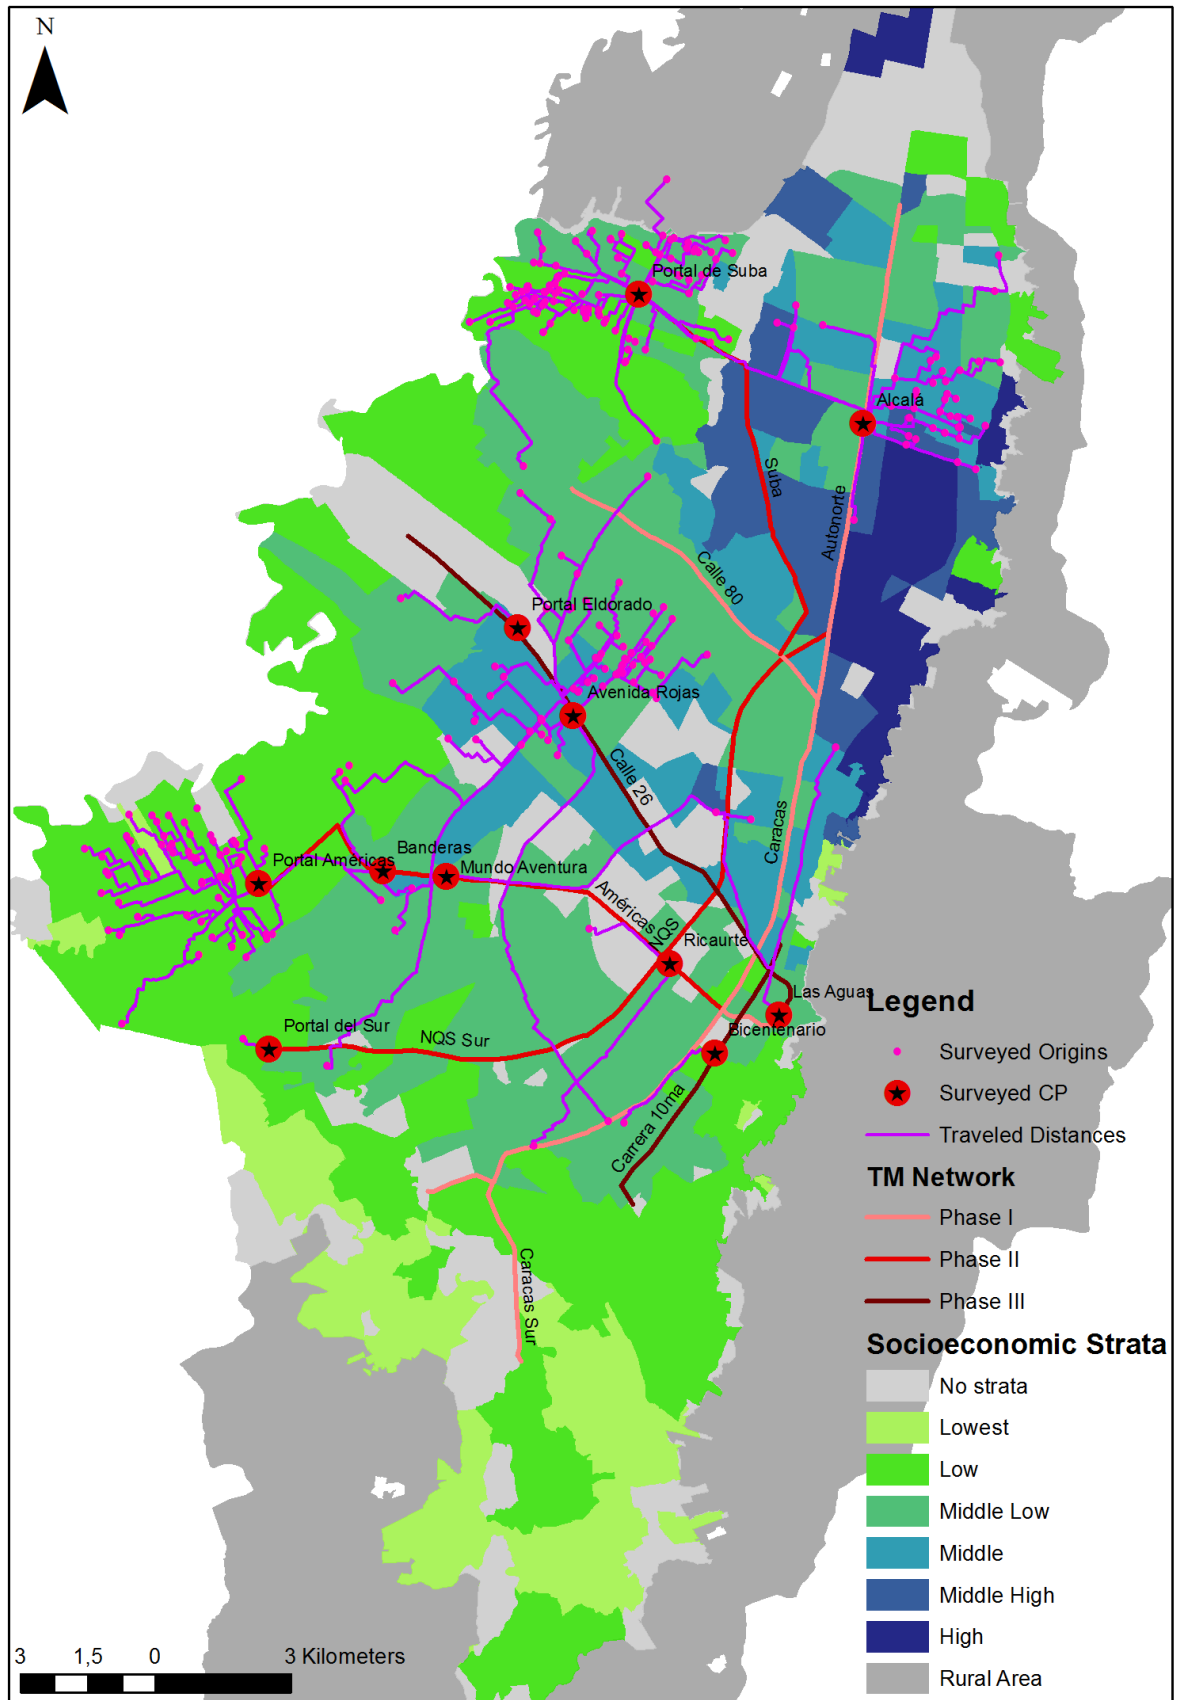 N
Portal de Suba
Alcalá
Suba
Autonorte
Calle 80
Portal Eldorado
Avenida Rojas
Calle 26
Caracas
Banderas
Portal Américas
Mundo Aventura
Américas
NQS
Ricaurte
Las Aguas
Bicentenario
Portal del Sur
NQS Sur
Carrera 10ma
Caracas Sur
Legend
Surveyed Origins
Surveyed CP
Traveled Distances
TM Network
Phase I
Phase II
Phase III
Socioeconomic Strata
No strata
Lowest
Low
Middle Low
Middle
Middle High
High
Rural Area
3 1,5 0 3 Kilometers